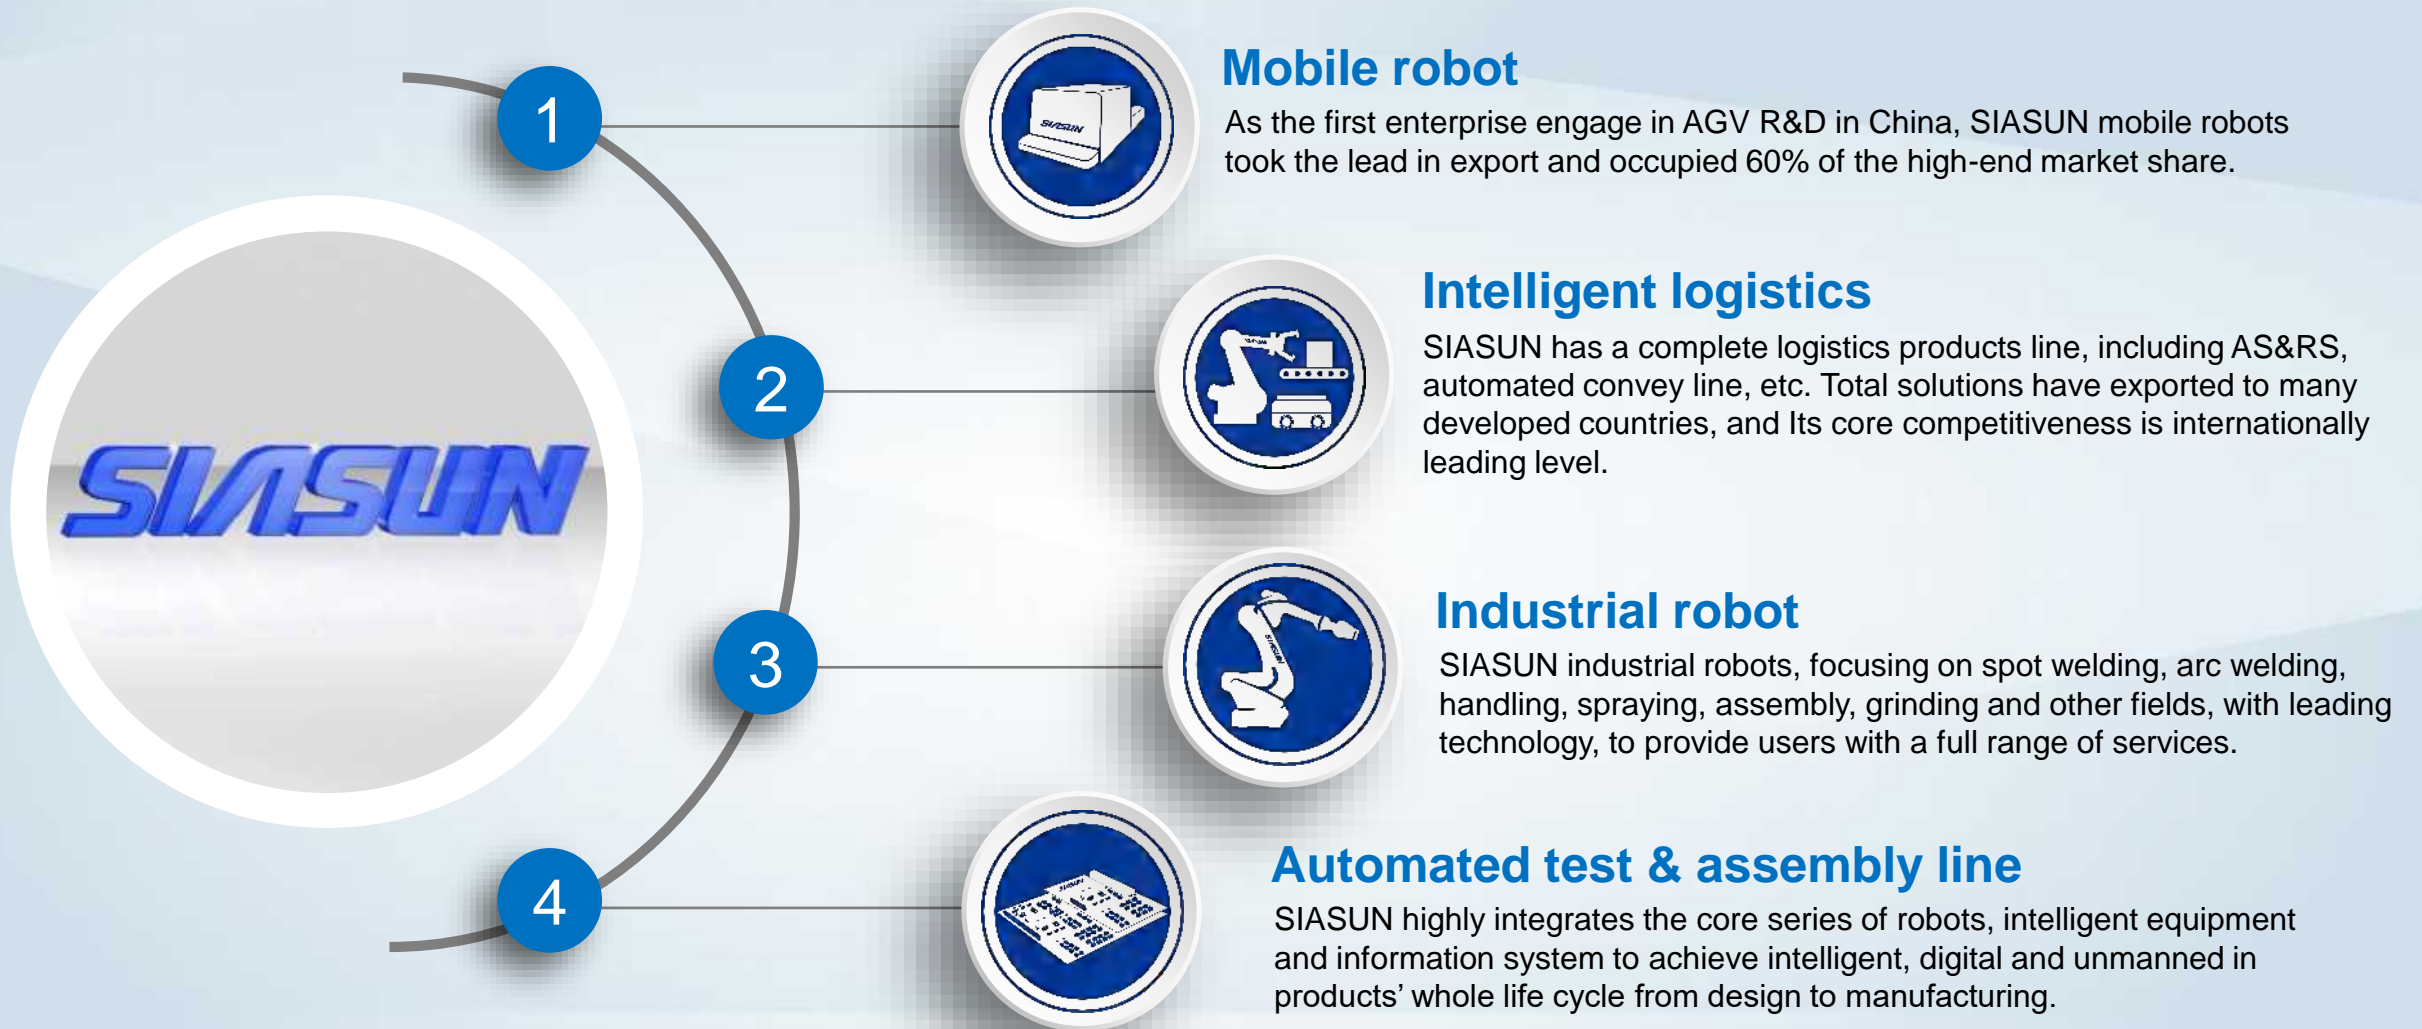 SIASUN
1
SIASUN
Mobile robot
As the first enterprise engage in AGV R&D in China, SIASUN mobile robots
took the lead in export and occupied 60% of the high-end market share.
2
Intelligent logistics
SIASUN has a complete logistics products line, including AS&RS,
automated convey line, etc. Total solutions have exported to many
developed countries, and Its core competitiveness is internationally
leading level.
3
SIASUN
Industrial robot
SIASUN industrial robots, focusing on spot welding, arc welding,
handling, spraying, assembly, grinding and other fields, with leading
technology, to provide users with a full range of services.
4
Automated test & assembly line
SIASUN highly integrates the core series of robots, intelligent equipment
and information system to achieve intelligent, digital and unmanned in
products’ whole life cycle from design to manufacturing.